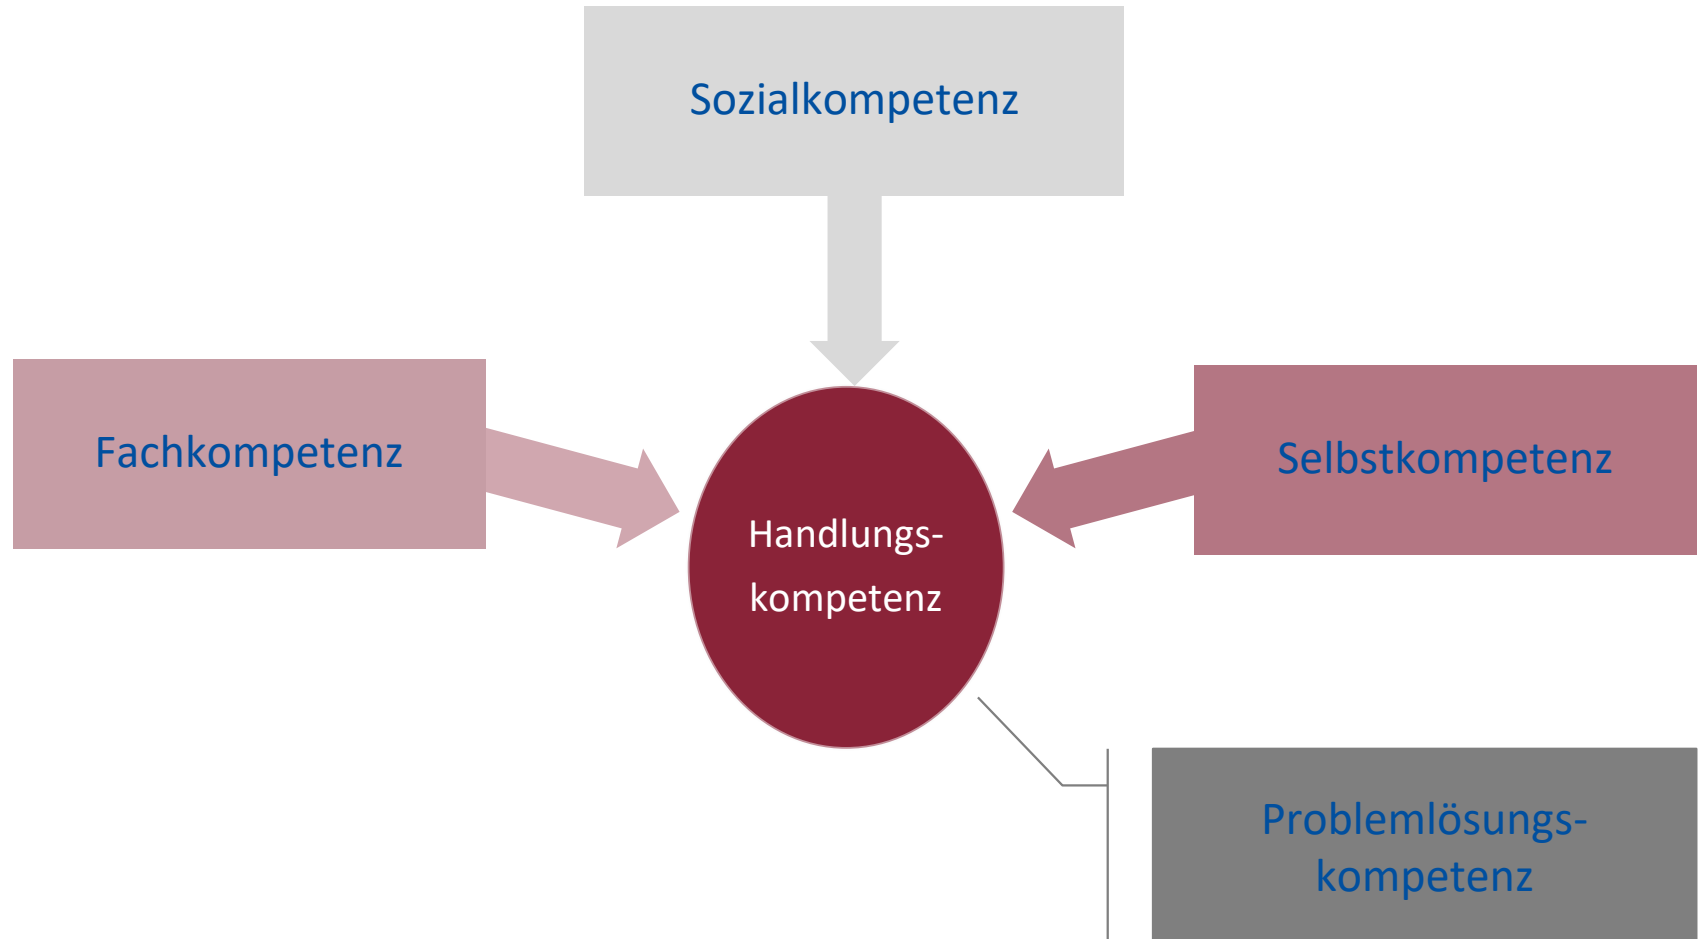 Sozialkompetenz
Fachkompetenz
Selbstkompetenz
Handlungs-
kompetenz
Problemlösungs-
kompetenz